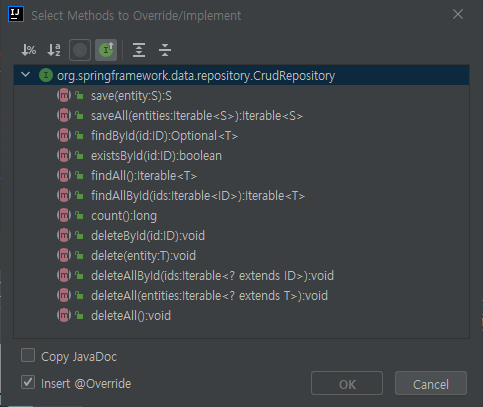 IJ
Select Methods to Override/Implement
org.springframework.data.repository.CrudRepository
save(entity:S):S
saveAll(entities:Iterable<S>):Iterable<S>
findById(id:ID):Optional<T>
existsById(id:ID):boolean
findAll():Iterable<T>
findAllById(ids:Iterable<ID>):Iterable<T>
count():long
deleteById(id:ID):void
delete(entity:T):void
deleteAllById(ids:Iterable<? extends ID>):void
deleteAll(entities:Iterable<? extends T>):void
deleteAll():void
Copy JavaDoc
Insert @Override
OK Cancel